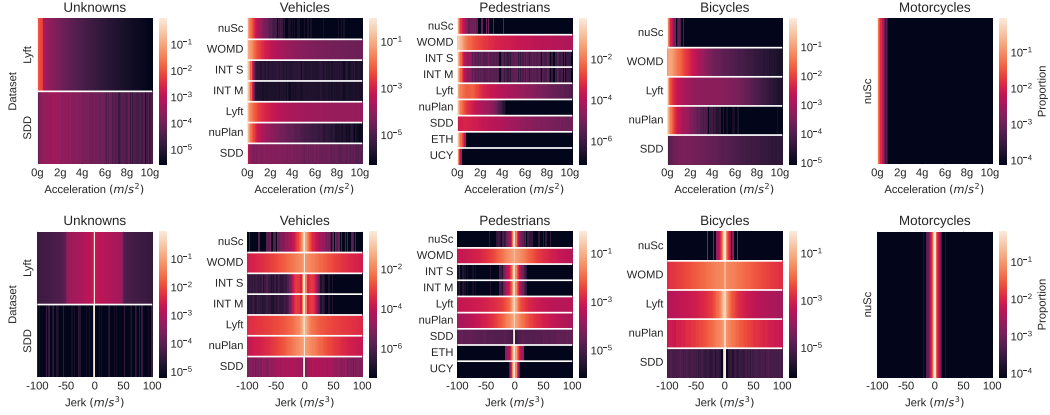 Unknowns
Vehicles
Pedestrians
Bicycles
Motorcycles
Dataset
Lyft
SDD
10⁻¹
10⁻²
10⁻³
10⁻⁴
10⁻⁵
0g 2g 4g 6g 8g 10g
Acceleration (m/s²)
nuSc
WOMD
INT S
INT M
Lyft
nuPlan
SDD
10⁻¹
10⁻³
10⁻⁵
0g 2g 4g 6g 8g 10g
Acceleration (m/s²)
nuSc
WOMD
INT S
INT M
Lyft
nuPlan
SDD
ETH
UCY
10⁻²
10⁻⁴
10⁻⁶
0g 2g 4g 6g 8g 10g
Acceleration (m/s²)
nuSc
WOMD
Lyft
nuPlan
SDD
10⁻¹
10⁻²
10⁻³
10⁻⁴
10⁻⁵
0g 2g 4g 6g 8g 10g
Acceleration (m/s²)
nuSc
10⁻¹
10⁻²
10⁻³
10⁻⁴
Proportion
0g 2g 4g 6g 8g 10g
Acceleration (m/s²)
Unknowns
Vehicles
Pedestrians
Bicycles
Motorcycles
Dataset
Lyft
SDD
10⁻¹
10⁻²
10⁻³
10⁻⁴
10⁻⁵
-100 -50 0 50 100
Jerk (m/s³)
nuSc
WOMD
INT S
INT M
Lyft
nuPlan
SDD
10⁻²
10⁻⁴
10⁻⁶
-100 -50 0 50 100
Jerk (m/s³)
nuSc
WOMD
INT S
INT M
Lyft
nuPlan
SDD
ETH
UCY
10⁻¹
10⁻³
10⁻⁵
-100 -50 0 50 100
Jerk (m/s³)
nuSc
WOMD
Lyft
nuPlan
SDD
10⁻¹
10⁻²
10⁻³
10⁻⁴
10⁻⁵
-100 -50 0 50 100
Jerk (m/s³)
nuSc
10⁻¹
10⁻²
10⁻³
10⁻⁴
Proportion
-100 -50 0 50 100
Jerk (m/s³)